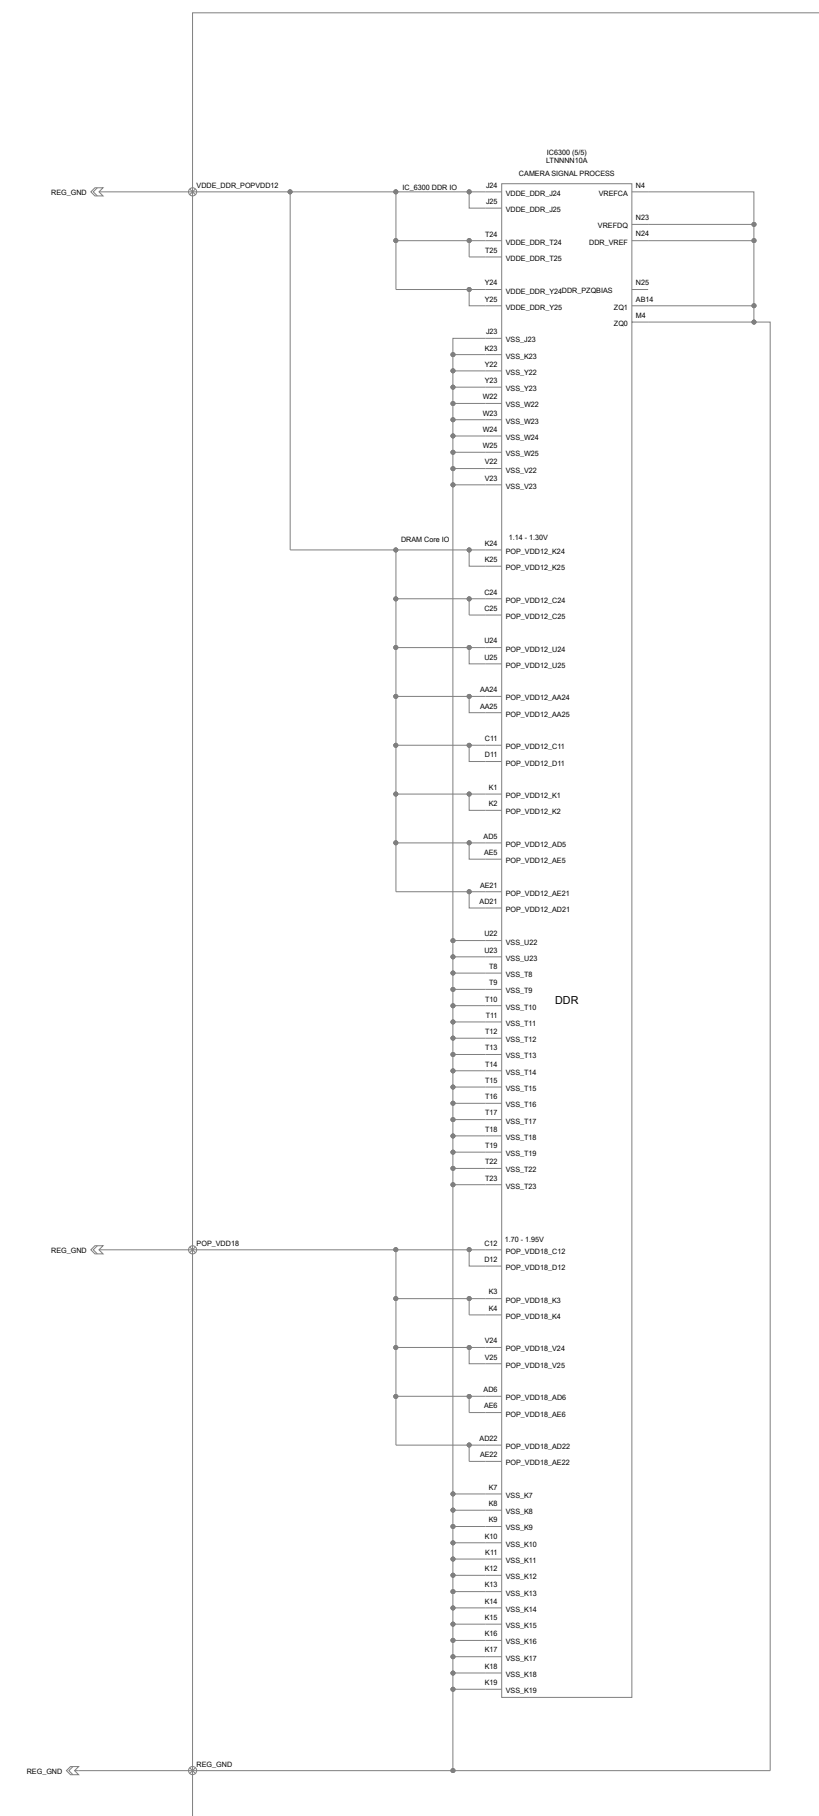 IC6300 (5/5)
LTNNNN10A
CAMERA SIGNAL PROCESS
REG_GND
VDDE_DDR_POPVDD12
IC_6300 DDR IO
J24 VDDE_DDR_J24 VREFCA N4
J25 VDDE_DDR_J25
VREFDQ N23
T24 VDDE_DDR_T24 DDR_VREF N24
T25 VDDE_DDR_T25
Y24 VDDE_DDR_Y24 DDR_PZQBIAS N25
Y25 VDDE_DDR_Y25 ZQ1 AB14
ZQ0 M4
J23 VSS_J23
K23 VSS_K23
Y22 VSS_Y22
Y23 VSS_Y23
W22 VSS_W22
W23 VSS_W23
W24 VSS_W24
W25 VSS_W25
V22 VSS_V22
V23 VSS_V23
DRAM Core IO
1.14 - 1.30V
K24 POP_VDD12_K24
K25 POP_VDD12_K25
C24 POP_VDD12_C24
C25 POP_VDD12_C25
U24 POP_VDD12_U24
U25 POP_VDD12_U25
AA24 POP_VDD12_AA24
AA25 POP_VDD12_AA25
C11 POP_VDD12_C11
D11 POP_VDD12_D11
K1 POP_VDD12_K1
K2 POP_VDD12_K2
AD5 POP_VDD12_AD5
AE5 POP_VDD12_AE5
AE21 POP_VDD12_AE21
AD21 POP_VDD12_AD21
U22 VSS_U22
U23 VSS_U23
T8 VSS_T8
T9 VSS_T9
DDR
T10 VSS_T10
T11 VSS_T11
T12 VSS_T12
T13 VSS_T13
T14 VSS_T14
T15 VSS_T15
T16 VSS_T16
T17 VSS_T17
T18 VSS_T18
T19 VSS_T19
T22 VSS_T22
T23 VSS_T23
REG_GND
POP_VDD18
1.70 - 1.95V
C12 POP_VDD18_C12
D12 POP_VDD18_D12
K3 POP_VDD18_K3
K4 POP_VDD18_K4
V24 POP_VDD18_V24
V25 POP_VDD18_V25
AD6 POP_VDD18_AD6
AE6 POP_VDD18_AE6
AD22 POP_VDD18_AD22
AE22 POP_VDD18_AE22
K7 VSS_K7
K8 VSS_K8
K9 VSS_K9
K10 VSS_K10
K11 VSS_K11
K12 VSS_K12
K13 VSS_K13
K14 VSS_K14
K15 VSS_K15
K16 VSS_K16
K17 VSS_K17
K18 VSS_K18
K19 VSS_K19
REG_GND
REG_GND